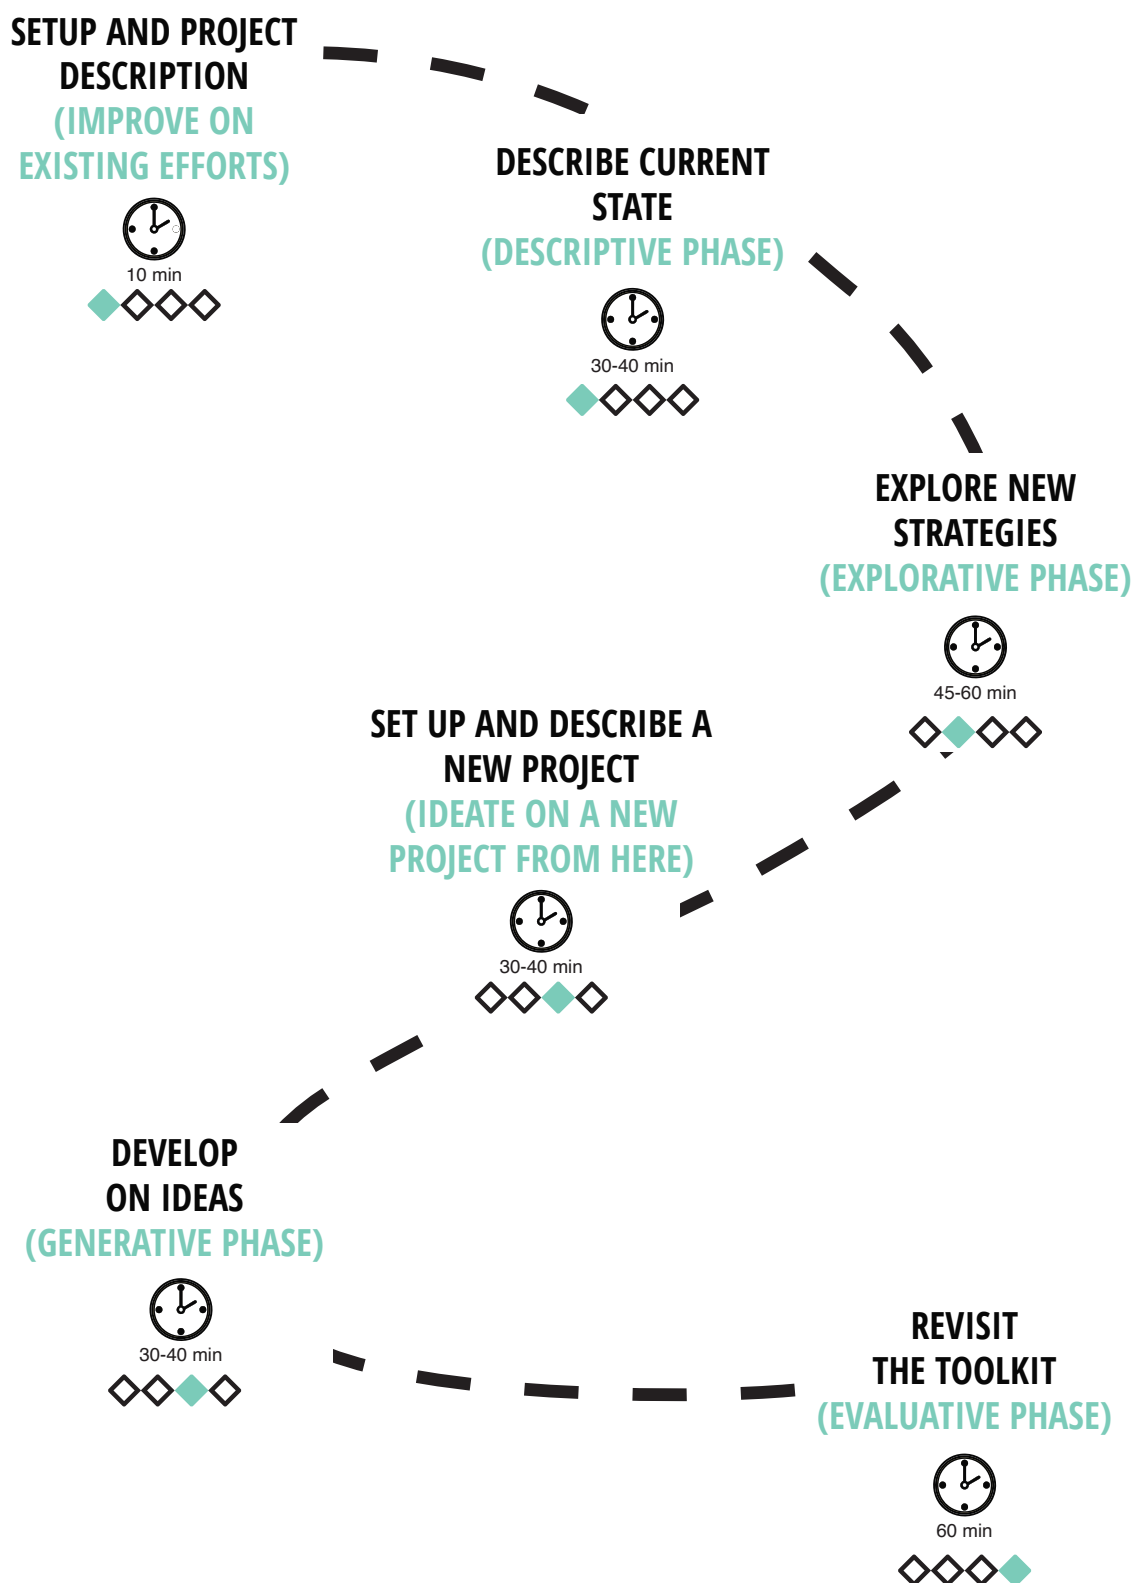 SETUP AND PROJECT
DESCRIPTION
(IMPROVE ON
EXISTING EFFORTS)
10 min
DESCRIBE CURRENT
STATE
(DESCRIPTIVE PHASE)
30-40 min
EXPLORE NEW
STRATEGIES
(EXPLORATIVE PHASE)
45-60 min
SET UP AND DESCRIBE A
NEW PROJECT
(IDEATE ON A NEW
PROJECT FROM HERE)
30-40 min
DEVELOP
ON IDEAS
(GENERATIVE PHASE)
30-40 min
REVISIT
THE TOOLKIT
(EVALUATIVE PHASE)
60 min